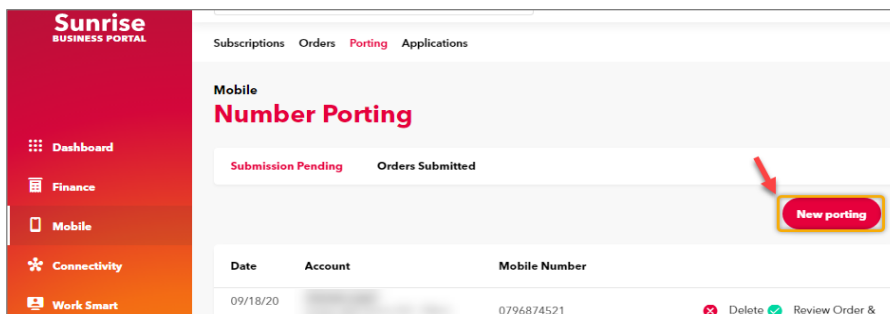 Sunrise
BUSINESS PORTAL
Subscriptions Orders Porting Applications
Mobile
Number Porting
Dashboard
Submission Pending Orders Submitted
Finance
New porting
Mobile
Connectivity
Date Account Mobile Number
Work Smart
09/18/20 0796874521 Delete Review Order &